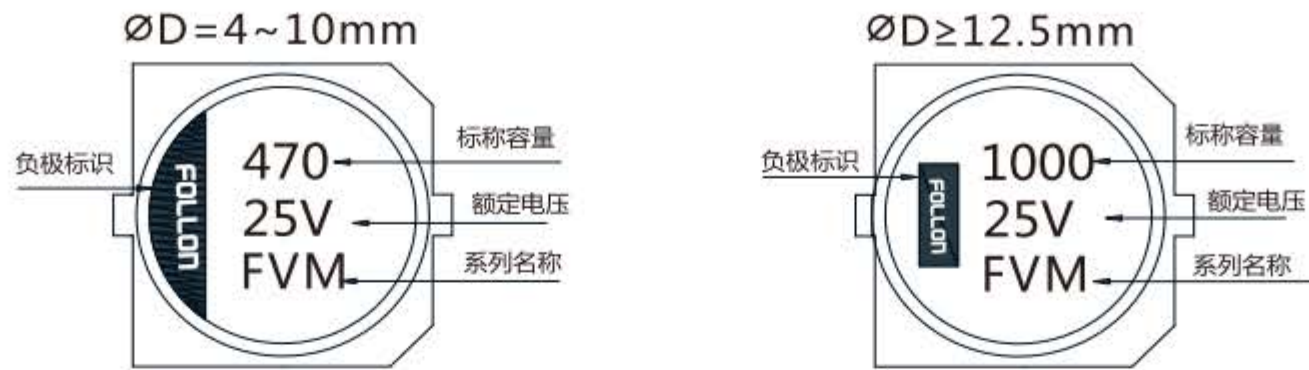 ØD=4~10mm
负极标识
FOLLON
470
25V
FVM
标称容量
额定电压
系列名称
ØD≥12.5mm
负极标识
FOLLON
1000
25V
FVM
标称容量
额定电压
系列名称